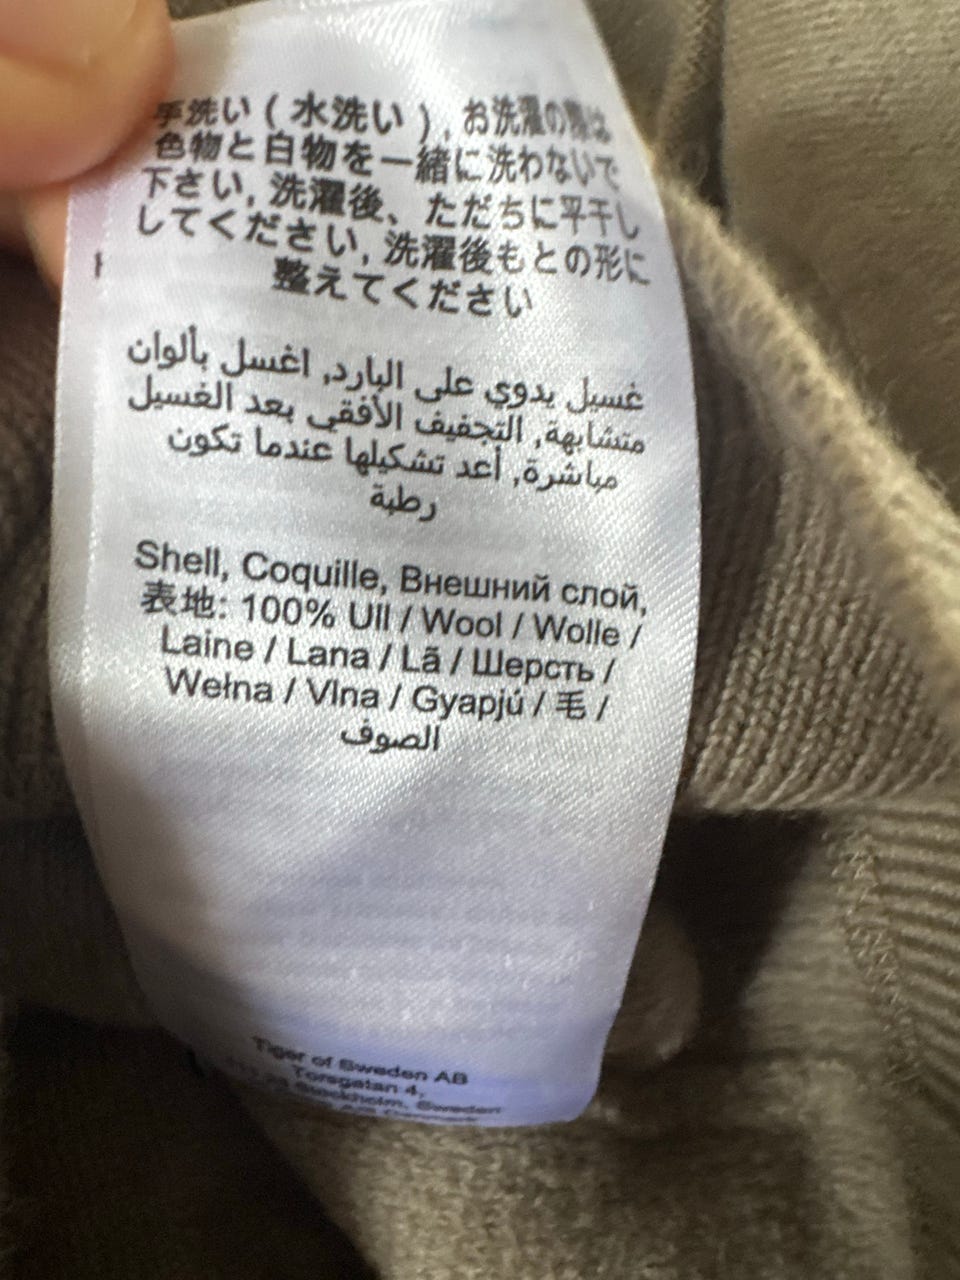 手洗い ( 水洗い ) , お洗濯の際は
色物と白物を一緒に洗わないで
下さい, 洗濯後、ただちに平干し
してください, 洗濯後もとの形に
整えてください
غسيل يدوي على البارد, اغسل بألوان
متشابهة, التجفيف الأفقي بعد الغسيل
مباشرة, أعد تشكيلها عندما تكون
رطبة
Shell, Coquille, Внешний слой,
表地: 100% Ull / Wool / Wolle /
Laine / Lana / Lã / Шерсть /
Wełna / Vlna / Gyapjú / 毛 /
الصوف
Tiger of Sweden AB
Torsgatan 4,
Stockholm, Sweden